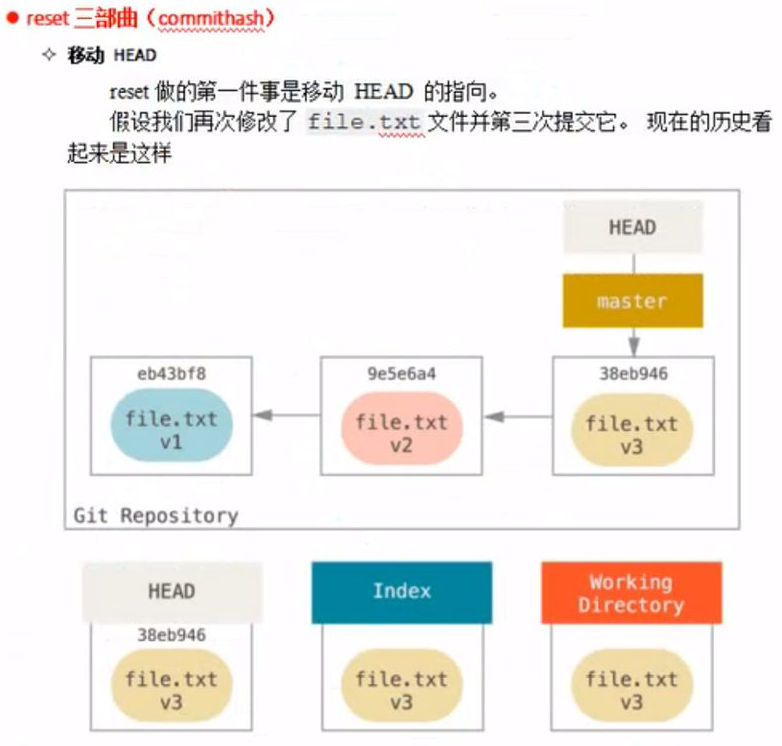 ● reset 三部曲（commithash）
✧ 移动 HEAD
reset 做的第一件事是移动 HEAD 的指向。
假设我们再次修改了 file.txt 文件并第三次提交它。 现在的历史看
起来是这样
HEAD
master
eb43bf8
9e5e6a4
38eb946
file.txt
v1
file.txt
v2
file.txt
v3
Git Repository
HEAD
Index
Working
Directory
38eb946
file.txt
v3
file.txt
v3
file.txt
v3